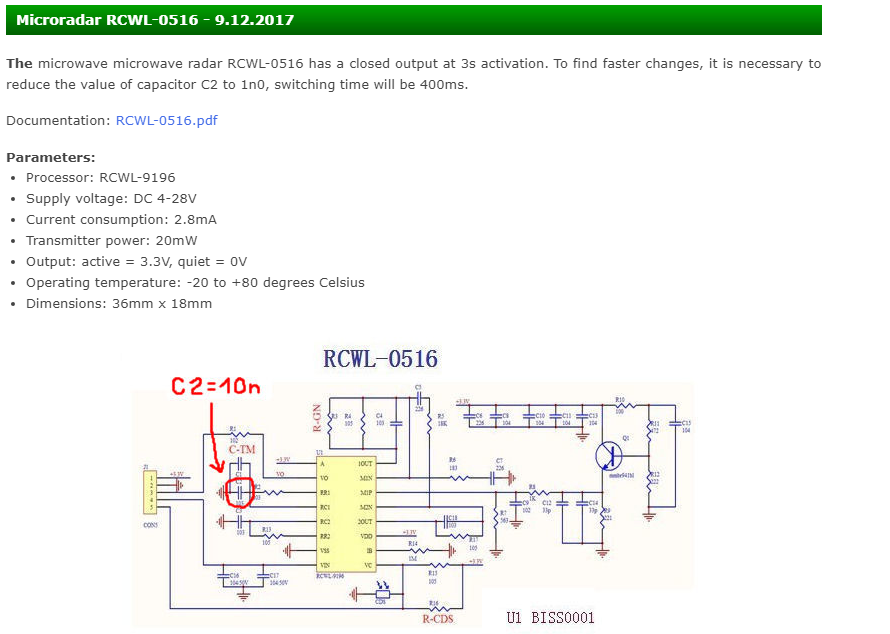 Microradar RCWL-0516 - 9.12.2017
The microwave microwave radar RCWL-0516 has a closed output at 3s activation. To find faster changes, it is necessary to
reduce the value of capacitor C2 to 1n0, switching time will be 400ms.
Documentation: RCWL-0516.pdf
Parameters:
• Processor: RCWL-9196
• Supply voltage: DC 4-28V
• Current consumption: 2.8mA
• Transmitter power: 20mW
• Output: active = 3.3V, quiet = 0V
• Operating temperature: -20 to +80 degrees Celsius
• Dimensions: 36mm x 18mm
RCWL-0516
C2=10n
R-GN
R3
R4
105
C4
103
C5
226
R5
18K
+3.3V
C6
226
C8
104
C10
104
C11
104
C13
104
R10
100
R11
472
C15
104
Q1
R12
222
R1
102
C-TM
C1
C2
J1
1
2
3
4
5
CON5
+3.3V
+3.3V
VO
U1
A
VO
RR1
RC1
RC2
RR2
VSS
VIN
1OUT
M1N
M1P
M2N
2OUT
VDD
IB
VC
RCWL-9196
103
R13
105
R6
183
C7
226
R7
563
C9
102
R8
1K
C12
33p
C14
33p
R9
221
C18
103
R17
105
+3.3V
R14
1M
R15
105
+3.3V
C16
104/50V
C17
104/50V
CDS
R16
R-CDS
U1 BISS0001